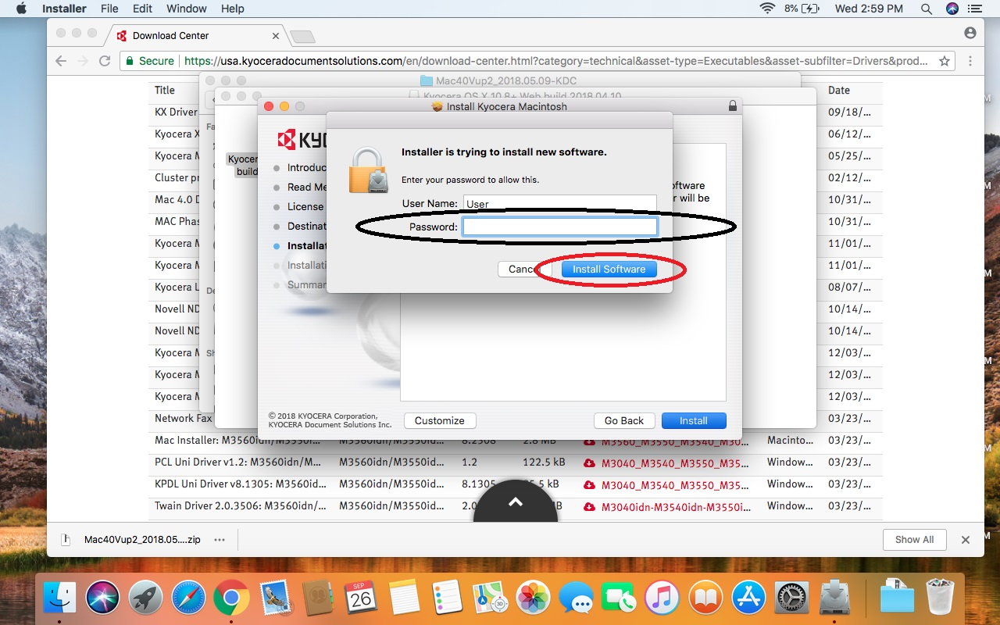 Installer File Edit Window Help 8% Wed 2:59 PM
Download Center
Secure https://usa.kyoceradocumentsolutions.com/en/download-center.html?category=technical&asset-type=Executables&asset-subfilter=Drivers&prod...
Mac40Vup2_2018.05.09-KDC
Kyocera OS X 10.8+ Web build 2018.04.10
Install Kyocera Macintosh
Title
Date
KX Driver
09/18/...
Kyocera X
06/12/...
Kyocera M
05/25/...
Cluster pr
02/12/...
Mac 4.0 D
10/31/...
MAC Phas
10/31/...
Kyocera M
11/01/...
Kyocera M
11/01/...
Kyocera L
08/07/...
Novell ND
10/14/...
Novell ND
10/14/...
Kyocera M
12/03/...
Kyocera M
12/03/...
Kyocera M
12/03/...
Network Fax
03/23/...
Fa
De
Sh
Kyocer
build
KYO
Introduc
Read Me
License
Destinat
Installat
Installati
Summar
Installer is trying to install new software.
Enter your password to allow this.
User Name: User
Password:
Cance
Install Software
oftware
r will be
© 2018 KYOCERA Corporation,
KYOCERA Document Solutions Inc.
Customize Go Back Install
Mac Installer: M3560idn/M3550idn... M3560idn/M3550idn... 8.2508 2.8 MB M3560_M3550_M3540_M30... Macinto... 03/23/...
PCL Uni Driver v1.2: M3560idn/M... M3560idn/M3550id... 1.2 122.5 kB M3040_M3540_M3550_M35... Window... 03/23/...
KPDL Uni Driver v8.1305: M3560id... M3560idn/M3550id... 8.1305 5.5 kB M3040_M3540_M3550_M35... Window... 03/23/...
Twain Driver 2.0.3506: M3560idn/... M3560idn/M3550id... 2.0 MB M3040idn-M3540idn-M3550i... Window... 03/23/...
Mac40Vup2_2018.05....zip
Show All
SEP
26
3D